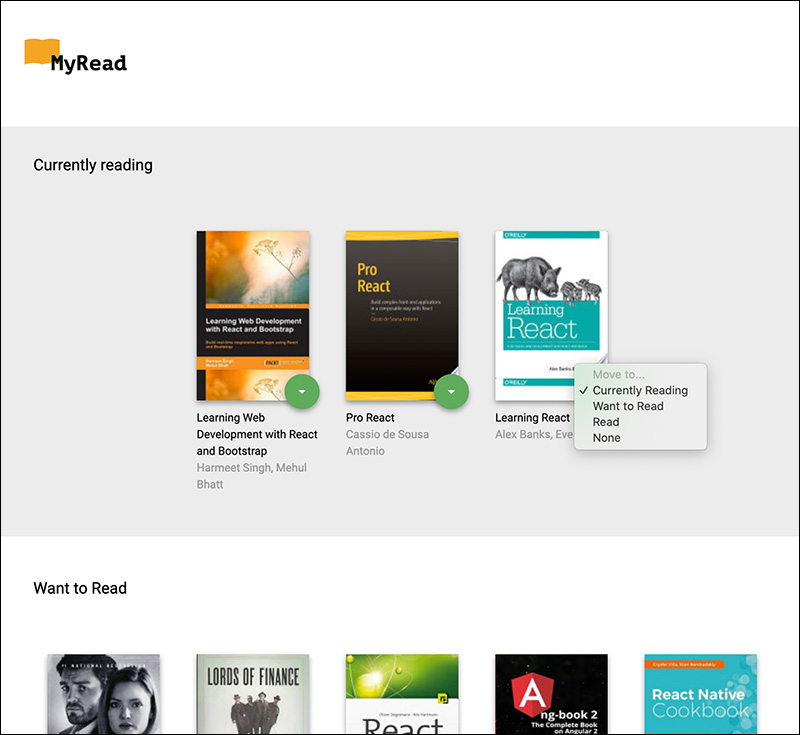 MyRead
Currently reading
Learning Web Development
with React and Bootstrap
Build real-time responsive web apps using React
and Bootstrap
Harmeet Singh
Mehul Bhatt
PACKT
Pro
React
Build complex front-end applications
in a composable way with React
Cassio de Sousa Antonio
O'REILLY
Learning
React
Alex Banks
O'REILLY
Move to...
✓ Currently Reading
Want to Read
Read
None
Learning Web
Development with React
and Bootstrap
Harmeet Singh, Mehul
Bhatt
Pro React
Cassio de Sousa
Antonio
Learning React
Alex Banks, Eve
Want to Read
#1 NATIONAL BESTSELLER
LORDS OF FINANCE
React
ng-book 2
The Complete Book
on Angular 2
React Native
Cookbook